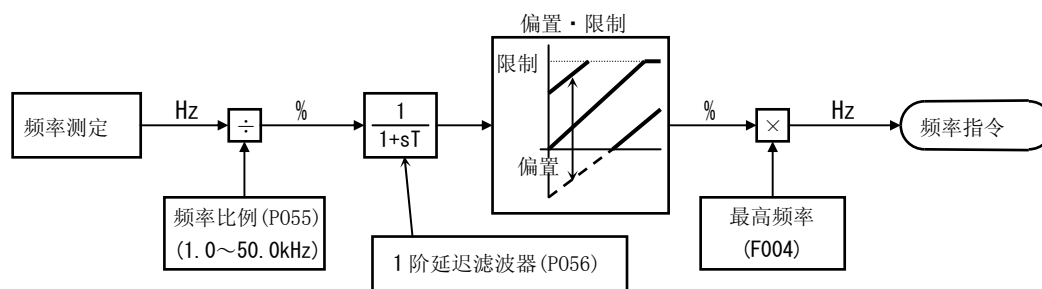 偏置・限制
限制
偏置
频率测定
Hz
÷
%
1
1+sT
%
×
Hz
频率指令
频率比例(P055)
(1.0～50.0kHz)
1阶延迟滤波器(P056)
最高频率
(F004)